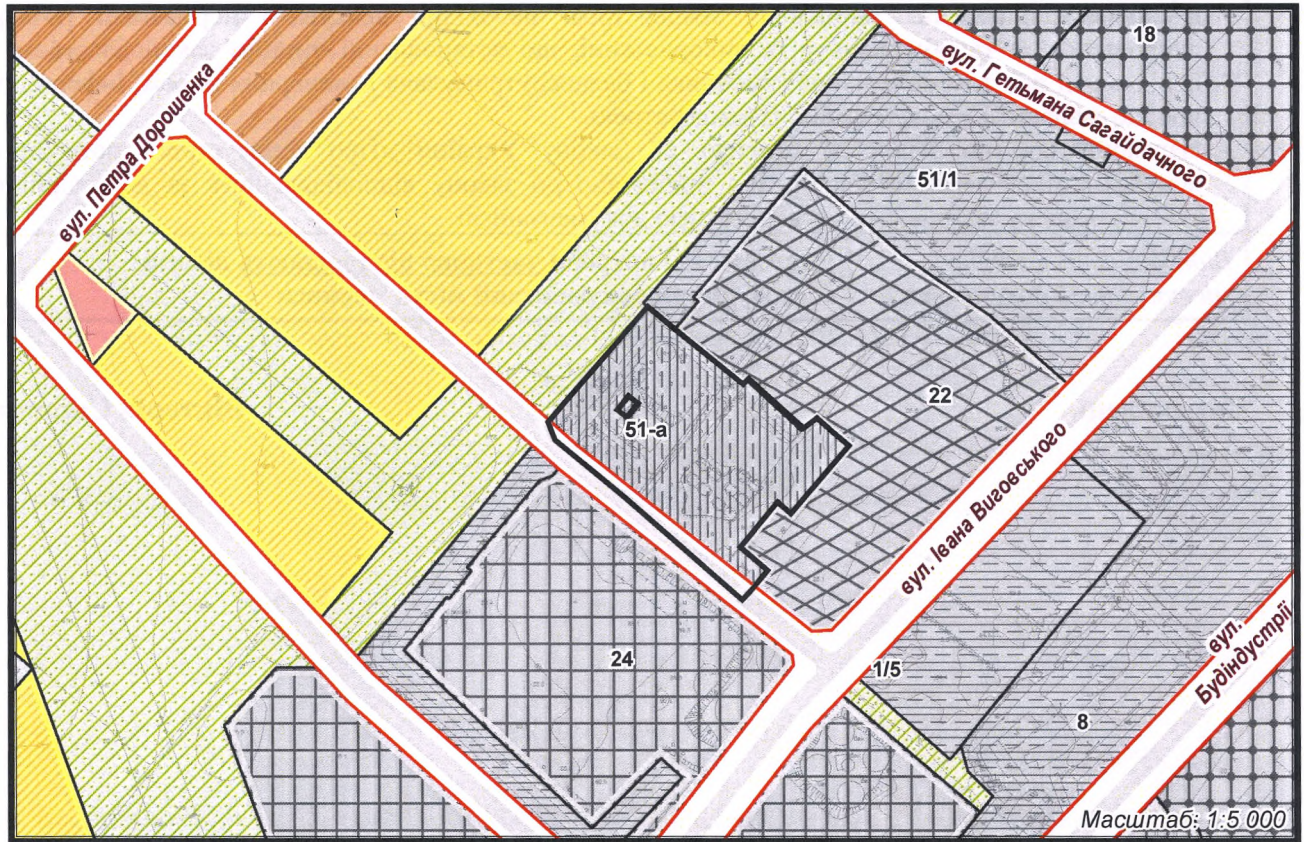 18
вул. Гетьмана Сагайдачного
вул. Петра Дорошенка
51/1
22
51-а
вул. Івана Виговського
24
1/5
вул.
Будіндустрії
8
Масштаб: 1:5 000